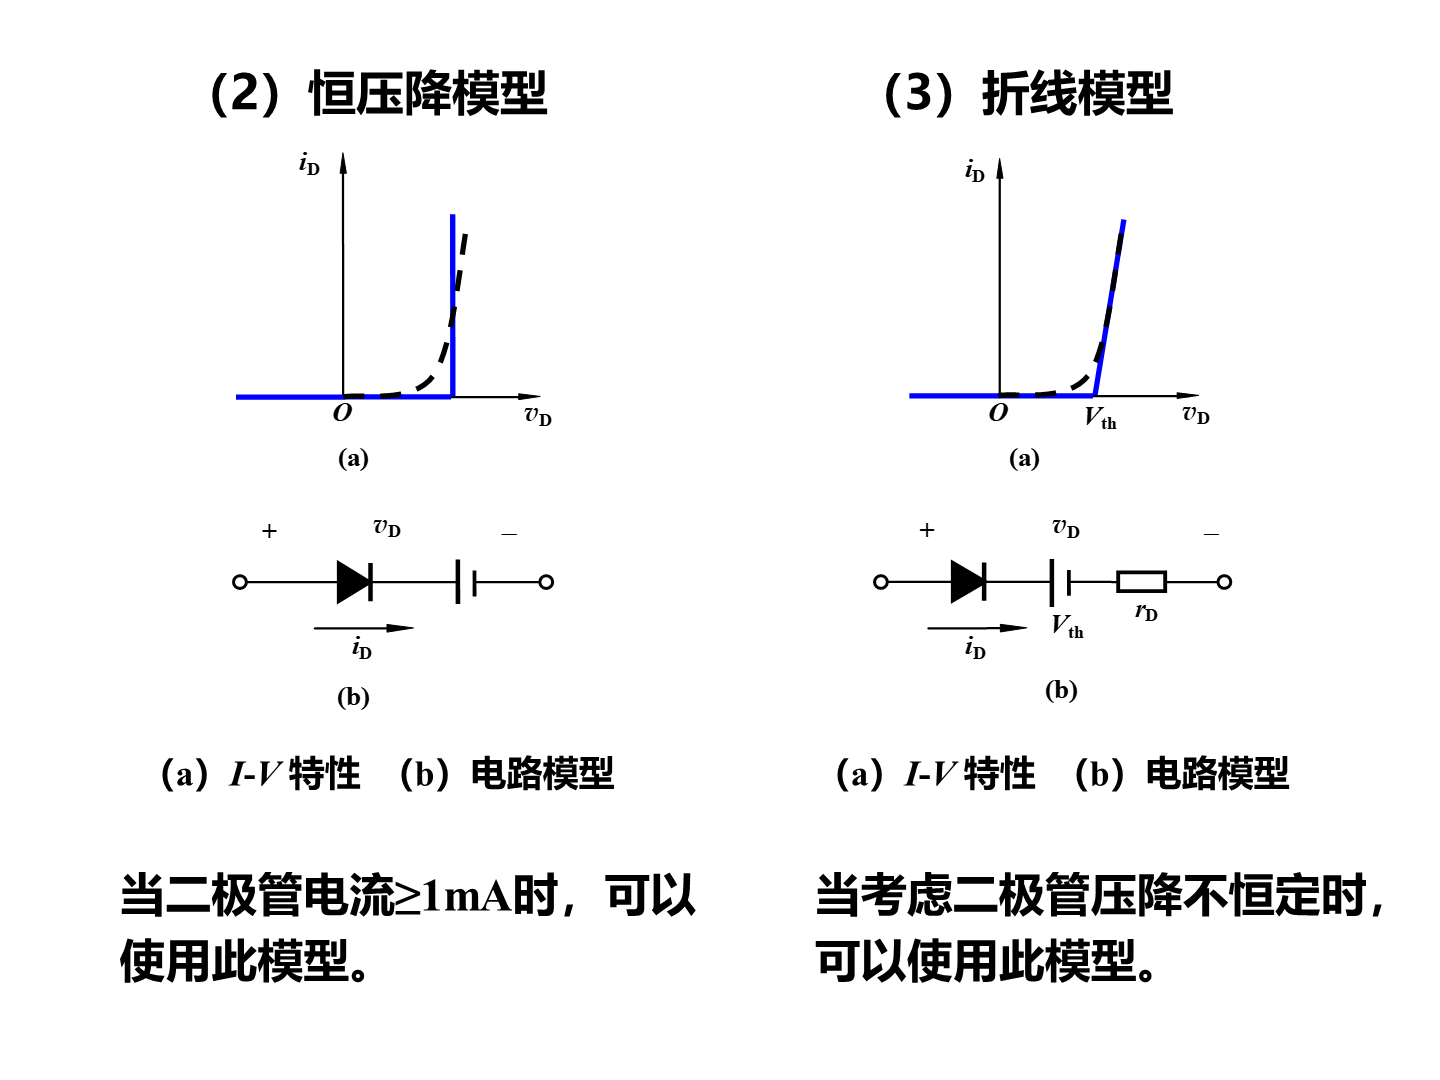 （2）恒压降模型
iD
O
vD
(a)
+ vD –
iD
(b)
（a）I-V 特性 （b）电路模型
当二极管电流≥1mA时，可以
使用此模型。
（3）折线模型
iD
O
Vth
vD
(a)
+ vD –
Vth
rD
iD
(b)
（a）I-V 特性 （b）电路模型
当考虑二极管压降不恒定时，
可以使用此模型。